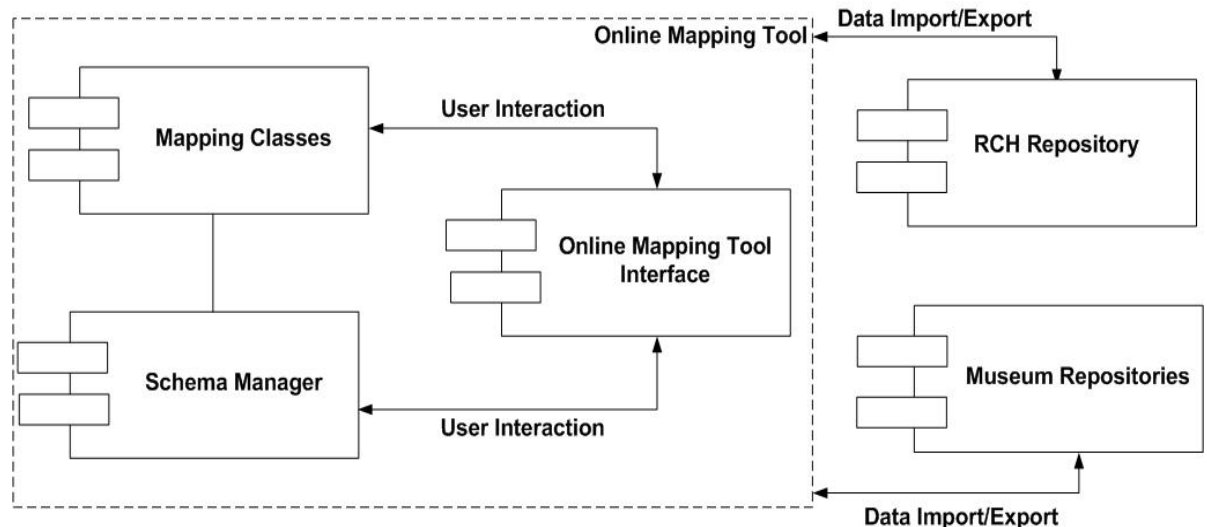 Data Import/Export
Online Mapping Tool
User Interaction
Mapping Classes
RCH Repository
Online Mapping Tool
Interface
Schema Manager
Museum Repositories
User Interaction
Data Import/Export